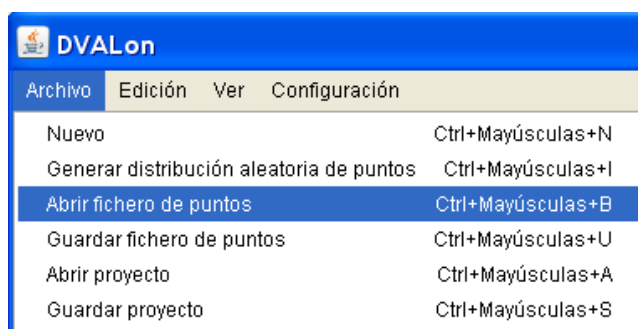 DVALon
Archivo Edición Ver Configuración
Nuevo Ctrl+Mayúsculas+N
Generar distribución aleatoria de puntos Ctrl+Mayúsculas+I
Abrir fichero de puntos Ctrl+Mayúsculas+B
Guardar fichero de puntos Ctrl+Mayúsculas+U
Abrir proyecto Ctrl+Mayúsculas+A
Guardar proyecto Ctrl+Mayúsculas+S